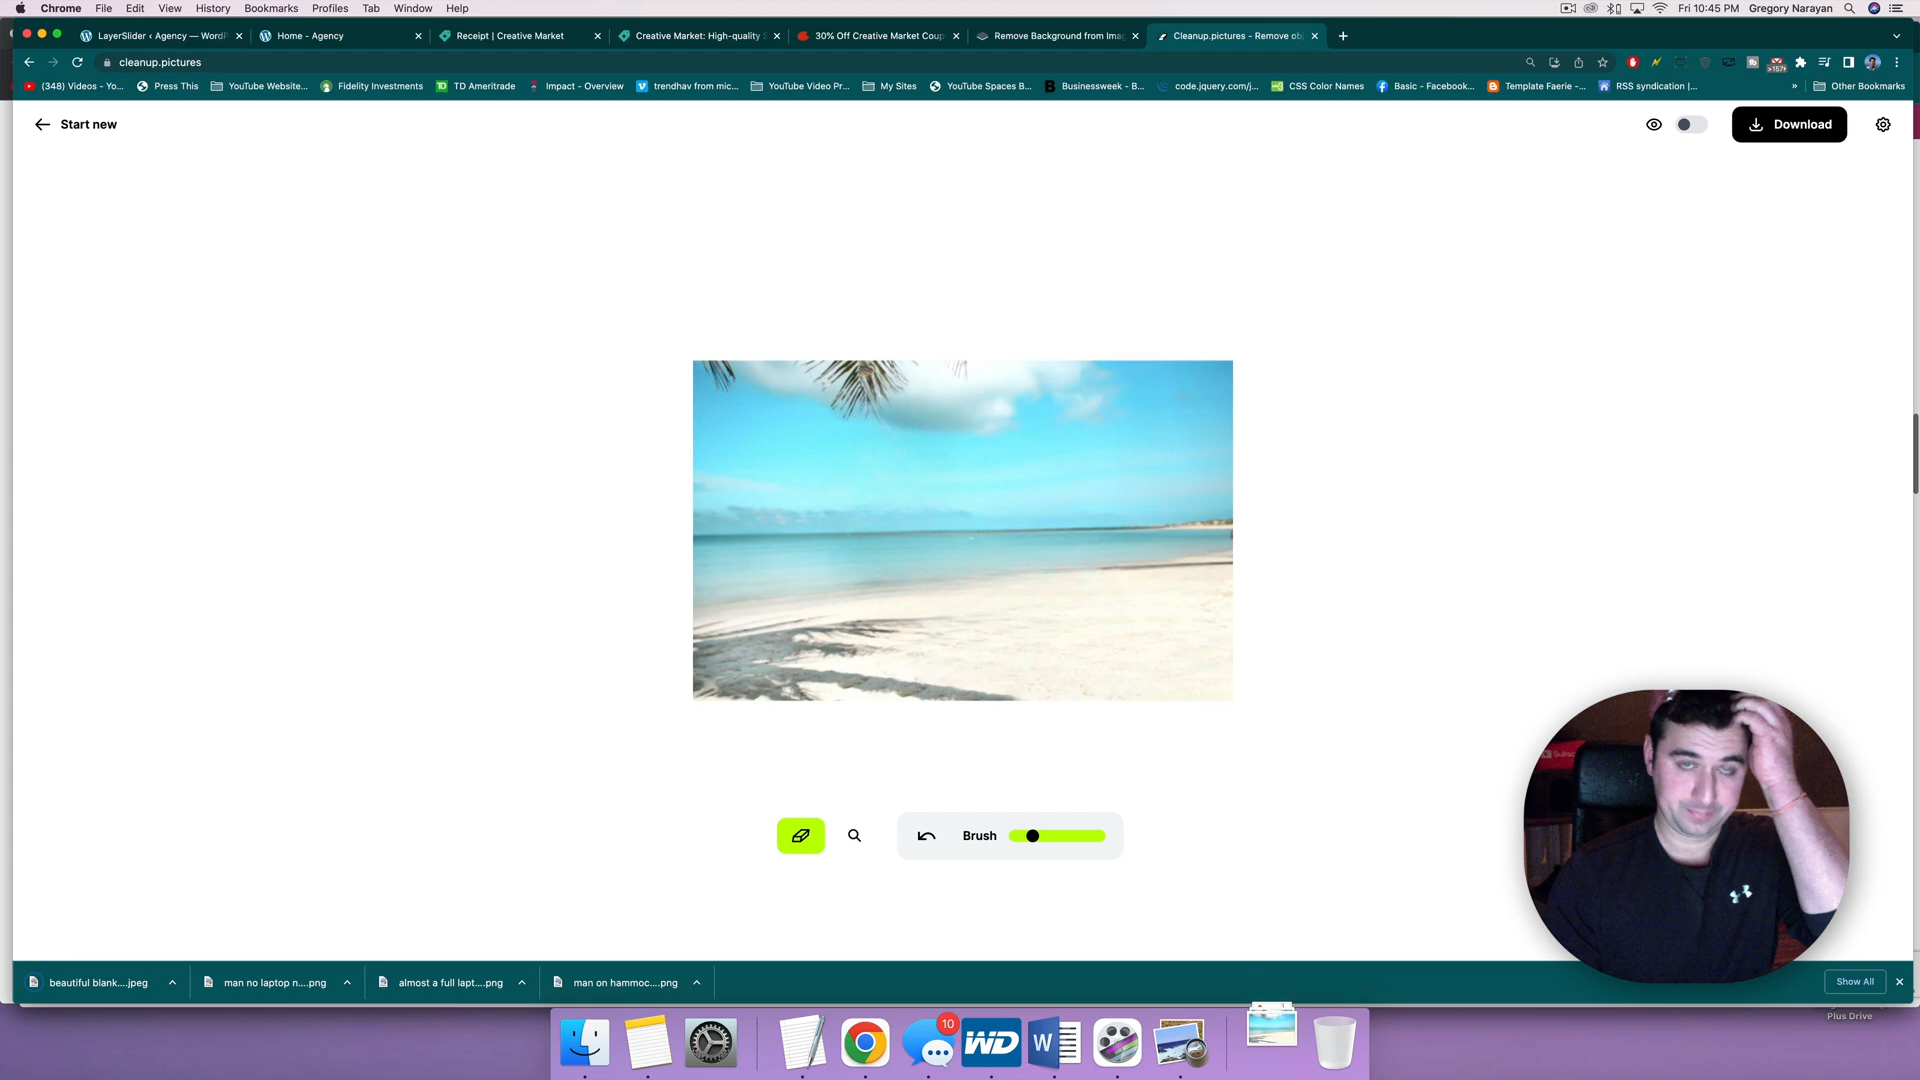 Chrome File Edit View History Bookmarks Profiles Tab Window Help Fri 10:45 PM Gregory Narayan
LayerSlider ‹ Agency — WordP Home - Agency Receipt | Creative Market Creative Market: High-quality S 30% Off Creative Market Coup Remove Background from Imag Cleanup.pictures - Remove obj
cleanup.pictures
>157k
(348) Videos - Yo... Press This YouTube Website... Fidelity Investments TD Ameritrade Impact - Overview trendhav from mic... YouTube Video Pr... My Sites YouTube Spaces B... Businessweek - B... code.jquery.com/j... CSS Color Names Basic - Facebook... Template Faerie -... RSS syndication |... » Other Bookmarks
Start new Download
Brush
beautiful blank....jpeg man no laptop n....png almost a full lapt....png man on hammoc....png Show All
Plus Drive
10
WD
W